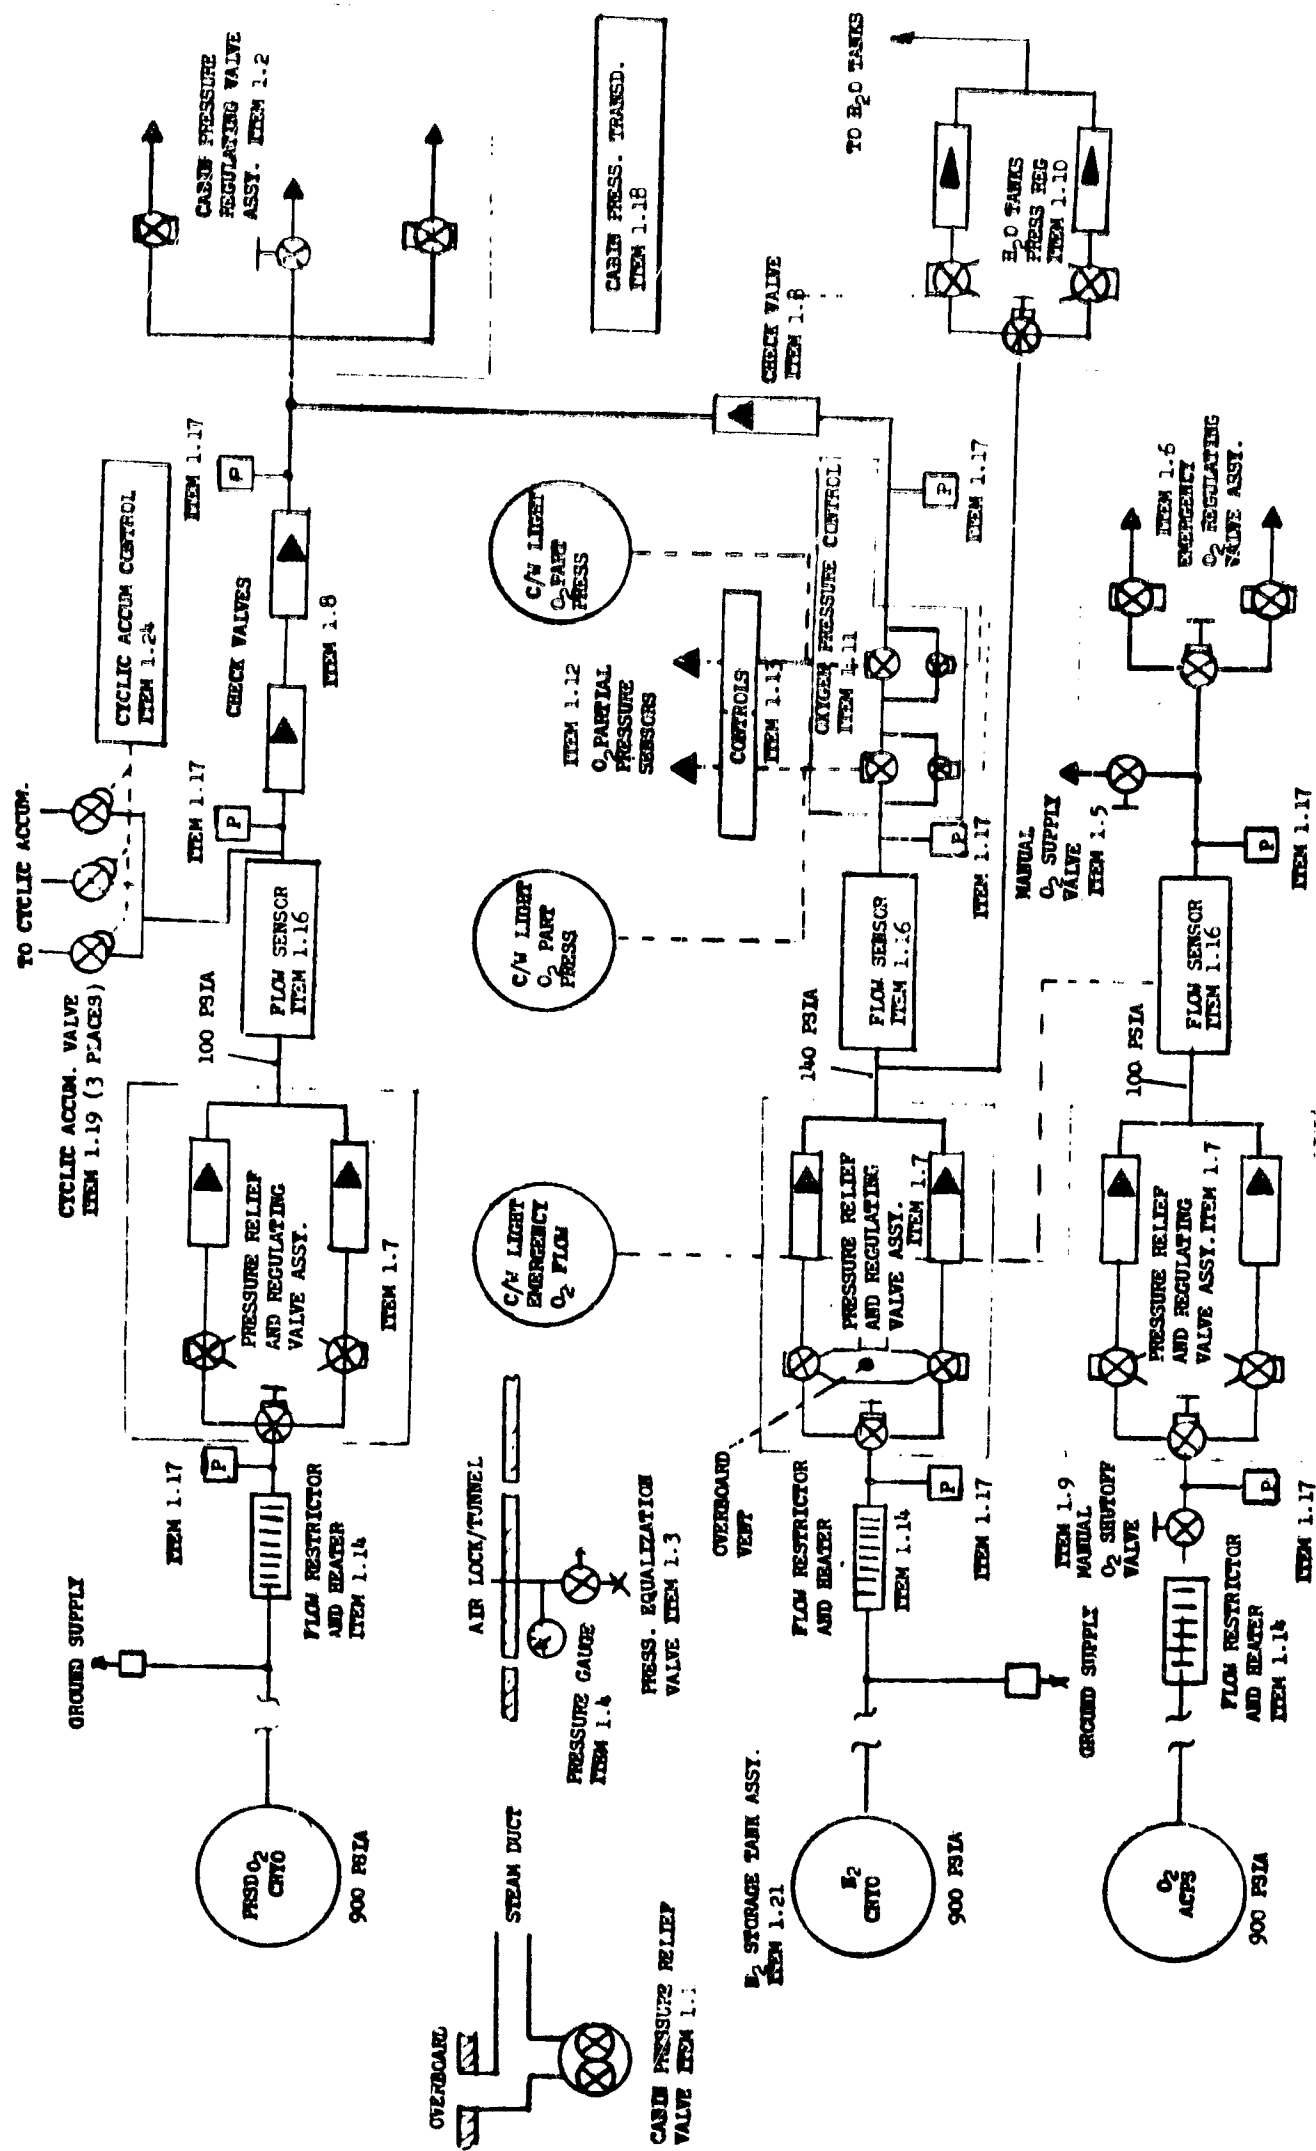 PRSD O2
CRYO
900 PSIA
GROUND SUPPLY
FLOW RESTRICTOR
AND HEATER
ITEM 1.14
ITEM 1.17
P
PRESSURE RELIEF
AND REGULATING
VALVE ASSY.
ITEM 1.7
100 PSIA
FLOW SENSOR
ITEM 1.16
CYCLIC ACCUM. VALVE
ITEM 1.19 (3 PLACES)
TO CYCLIC ACCUM.
CYCLIC ACCUM CONTROL
ITEM 1.24
ITEM 1.17
P
CHECK VALVES
ITEM 1.8
ITEM 1.17
P
CABIN PRESSURE
REGULATING VALVE
ASSY. ITEM 1.2
OVERBOARD
STEAM DUCT
CABIN PRESSURE RELIEF
VALVE ITEM 1.1
AIR LOCK/TUNNEL
PRESSURE GAUGE
ITEM 1.4
PRESS. EQUALIZATION
VALVE ITEM 1.3
C/W LIGHT
EMERGENCY
O2 FLOW
C/W LIGHT
O2 PART
PRESS
C/W LIGHT
O2 PART
PRESS
ITEM 1.12
O2 PARTIAL
PRESSURE
SENSORS
CONTROLS
ITEM 1.13
OXYGEN PRESSURE CONTROL
ITEM 1.11
CABIN PRESS. TRANSD.
ITEM 1.18
CHECK VALVE
ITEM 1.8
N2 STORAGE TANK ASSY.
ITEM 1.21
N2
CRYO
900 PSIA
GROUND SUPPLY
FLOW RESTRICTOR
AND HEATER
ITEM 1.14
OVERBOARD
VENT
P
ITEM 1.17
PRESSURE RELIEF
AND REGULATING
VALVE ASSY.
ITEM 1.7
140 PSIA
FLOW SENSOR
ITEM 1.16
P
ITEM 1.17
P
ITEM 1.17
TO H2O TANKS
H2O TANKS
PRESS REG
ITEM 1.10
O2
ACPS
900 PSIA
FLOW RESTRICTOR
AND HEATER
ITEM 1.14
ITEM 1.9
MANUAL
O2 SHUTOFF
VALVE
P
ITEM 1.17
PRESSURE RELIEF
AND REGULATING
VALVE ASSY. ITEM 1.7
100 PSIA
FLOW SENSOR
ITEM 1.16
MANUAL
O2 SUPPLY
VALVE
ITEM 1.5
P
ITEM 1.17
ITEM 1.6
EMERGENCY
O2 REGULATING
VALVE ASSY.